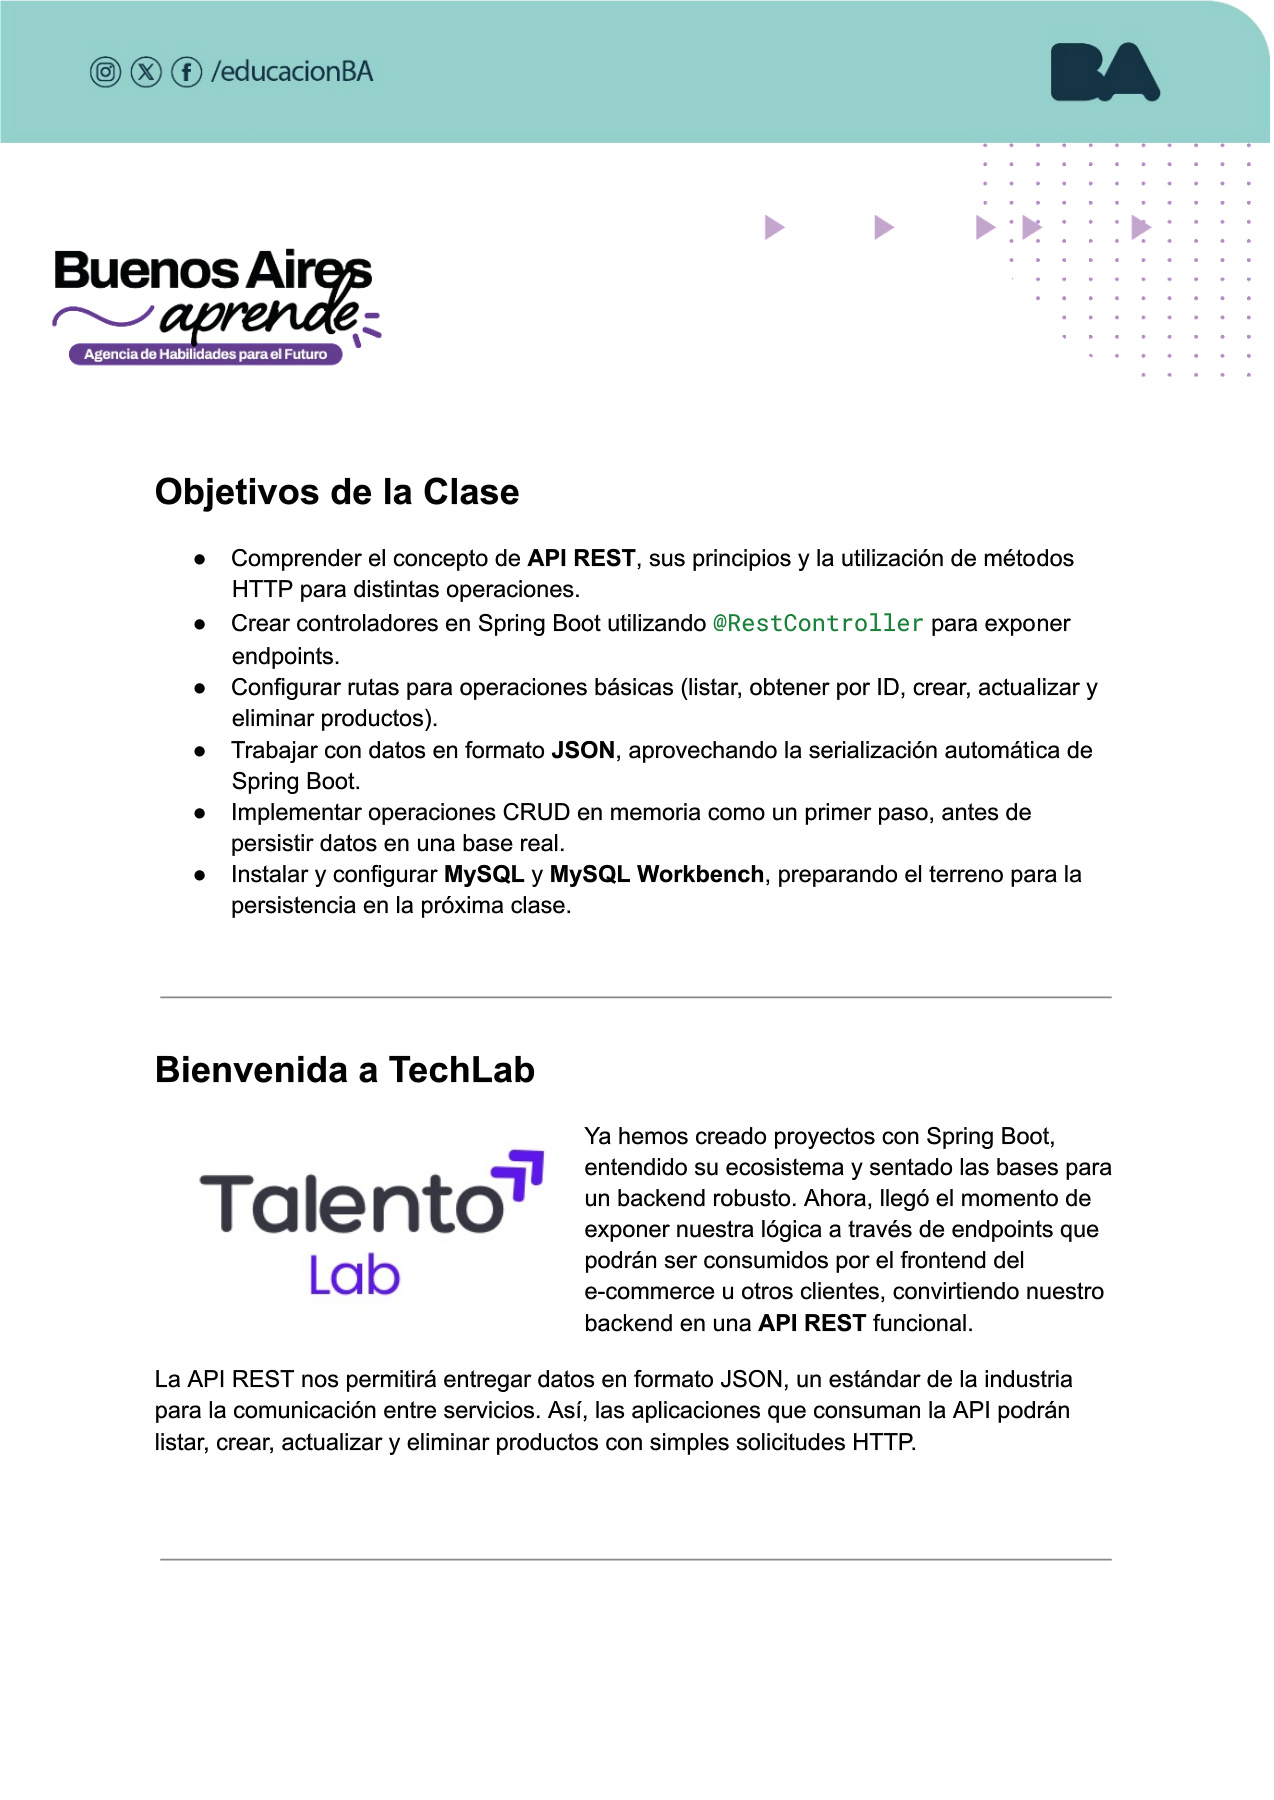 /educacionBA
BA
Buenos Aires
aprende
Agencia de Habilidades para el Futuro
Objetivos de la Clase
● Comprender el concepto de API REST, sus principios y la utilización de métodos
HTTP para distintas operaciones.
● Crear controladores en Spring Boot utilizando @RestController para exponer
endpoints.
● Configurar rutas para operaciones básicas (listar, obtener por ID, crear, actualizar y
eliminar productos).
● Trabajar con datos en formato JSON, aprovechando la serialización automática de
Spring Boot.
● Implementar operaciones CRUD en memoria como un primer paso, antes de
persistir datos en una base real.
● Instalar y configurar MySQL y MySQL Workbench, preparando el terreno para la
persistencia en la próxima clase.
Bienvenida a TechLab
Talento
Lab
Ya hemos creado proyectos con Spring Boot,
entendido su ecosistema y sentado las bases para
un backend robusto. Ahora, llegó el momento de
exponer nuestra lógica a través de endpoints que
podrán ser consumidos por el frontend del
e-commerce u otros clientes, convirtiendo nuestro
backend en una API REST funcional.
La API REST nos permitirá entregar datos en formato JSON, un estándar de la industria
para la comunicación entre servicios. Así, las aplicaciones que consuman la API podrán
listar, crear, actualizar y eliminar productos con simples solicitudes HTTP.